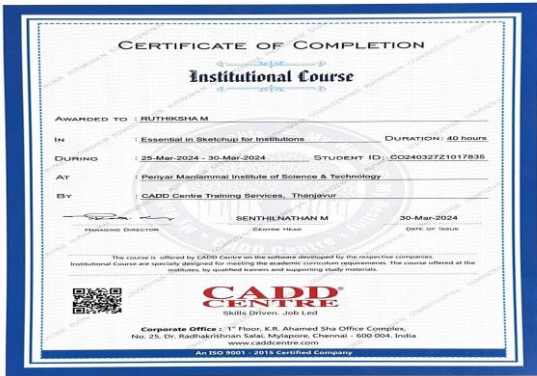 CERTIFICATE OF COMPLETION
Institutional Course
AWARDED TO : RUTHIKSHA M
IN : Essential in Sketchup for Institutions DURATION: 40 hours
DURING : 25-Mar-2024 - 30-Mar-2024 STUDENT ID: CO240327Z1017835
AT : Periyar Maniammai Institute of Science & Technology
BY : CADD Centre Training Services, Thanjavur
SENTHILNATHAN M 30-Mar-2024
MANAGING DIRECTOR CENTRE HEAD DATE OF ISSUE
The course is offered by CADD Centre on the software developed by the respective companies.
Institutional Course are specially designed for meeting the academic curriculum requirements. The course offered at the
institutes, by qualified trainers and supporting study materials.
CADD®
CENTRE
Skills Driven. Job Led
Corporate Office : 1st Floor, K.R. Ahamed Sha Office Complex,
No. 25, Dr. Radhakrishnan Salai, Mylapore, Chennai - 600 004. India
www.caddcentre.com
An ISO 9001 - 2015 Certified Company